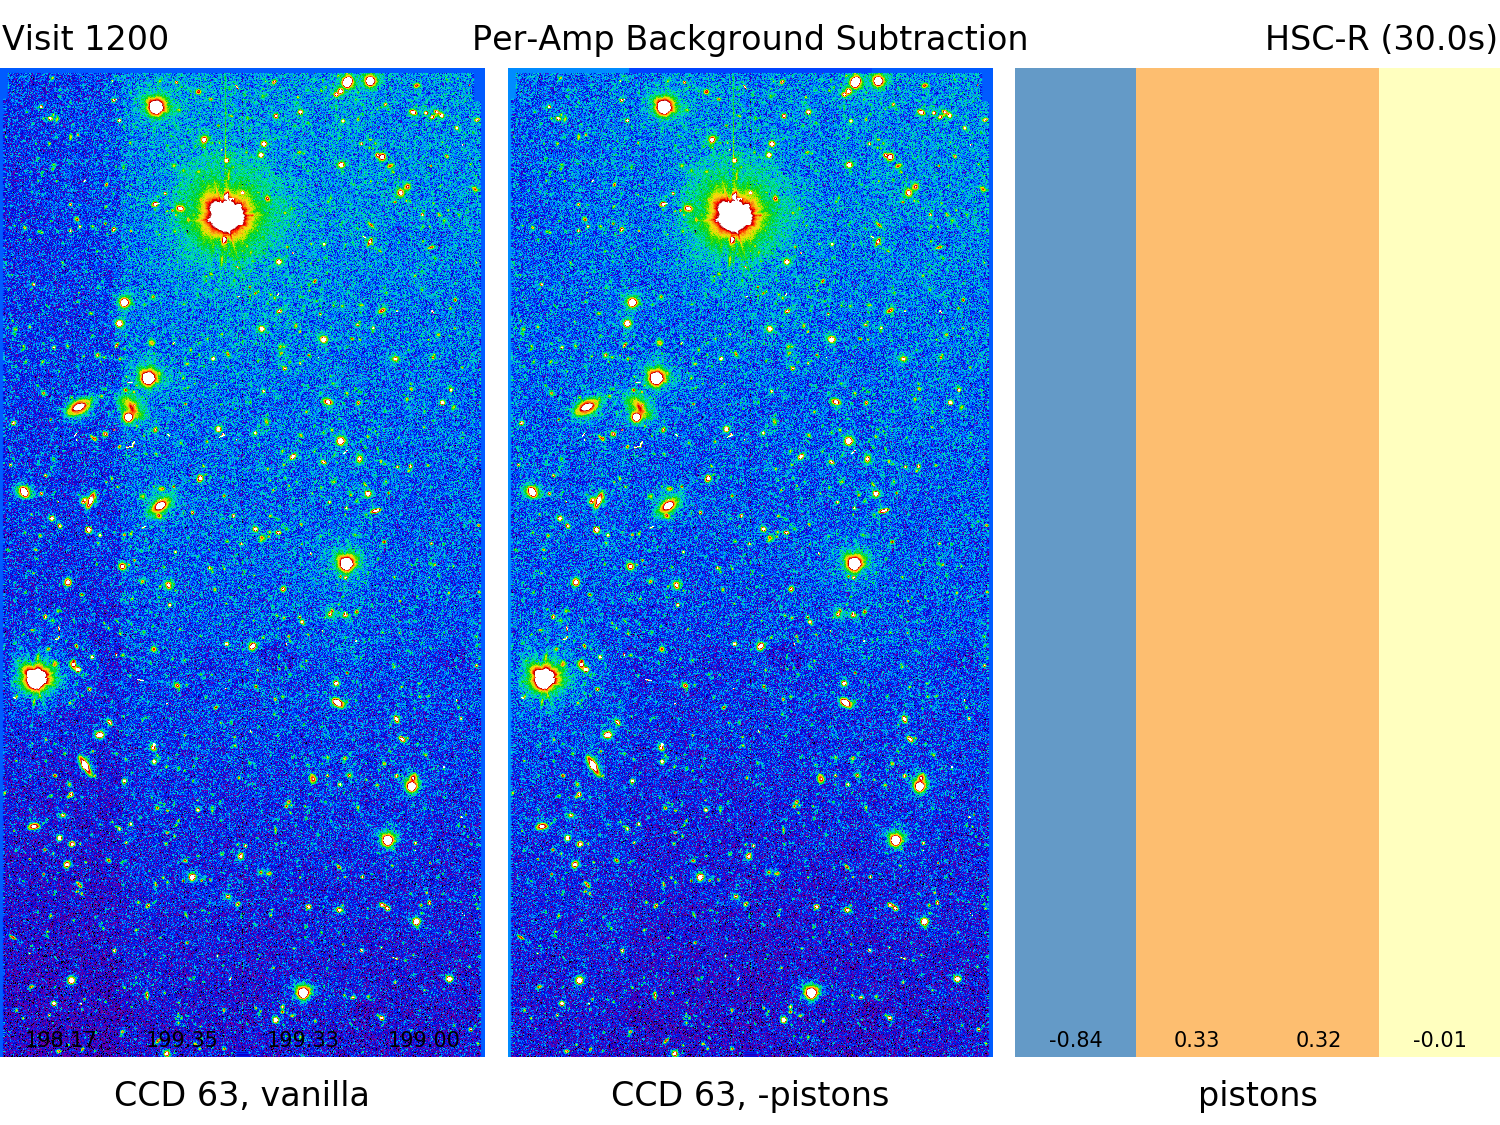 Visit 1200 Per-Amp Background Subtraction HSC-R (30.0s)
198.17 199.35 199.33 199.00 -0.84 0.33 0.32 -0.01
CCD 63, vanilla CCD 63, -pistons pistons